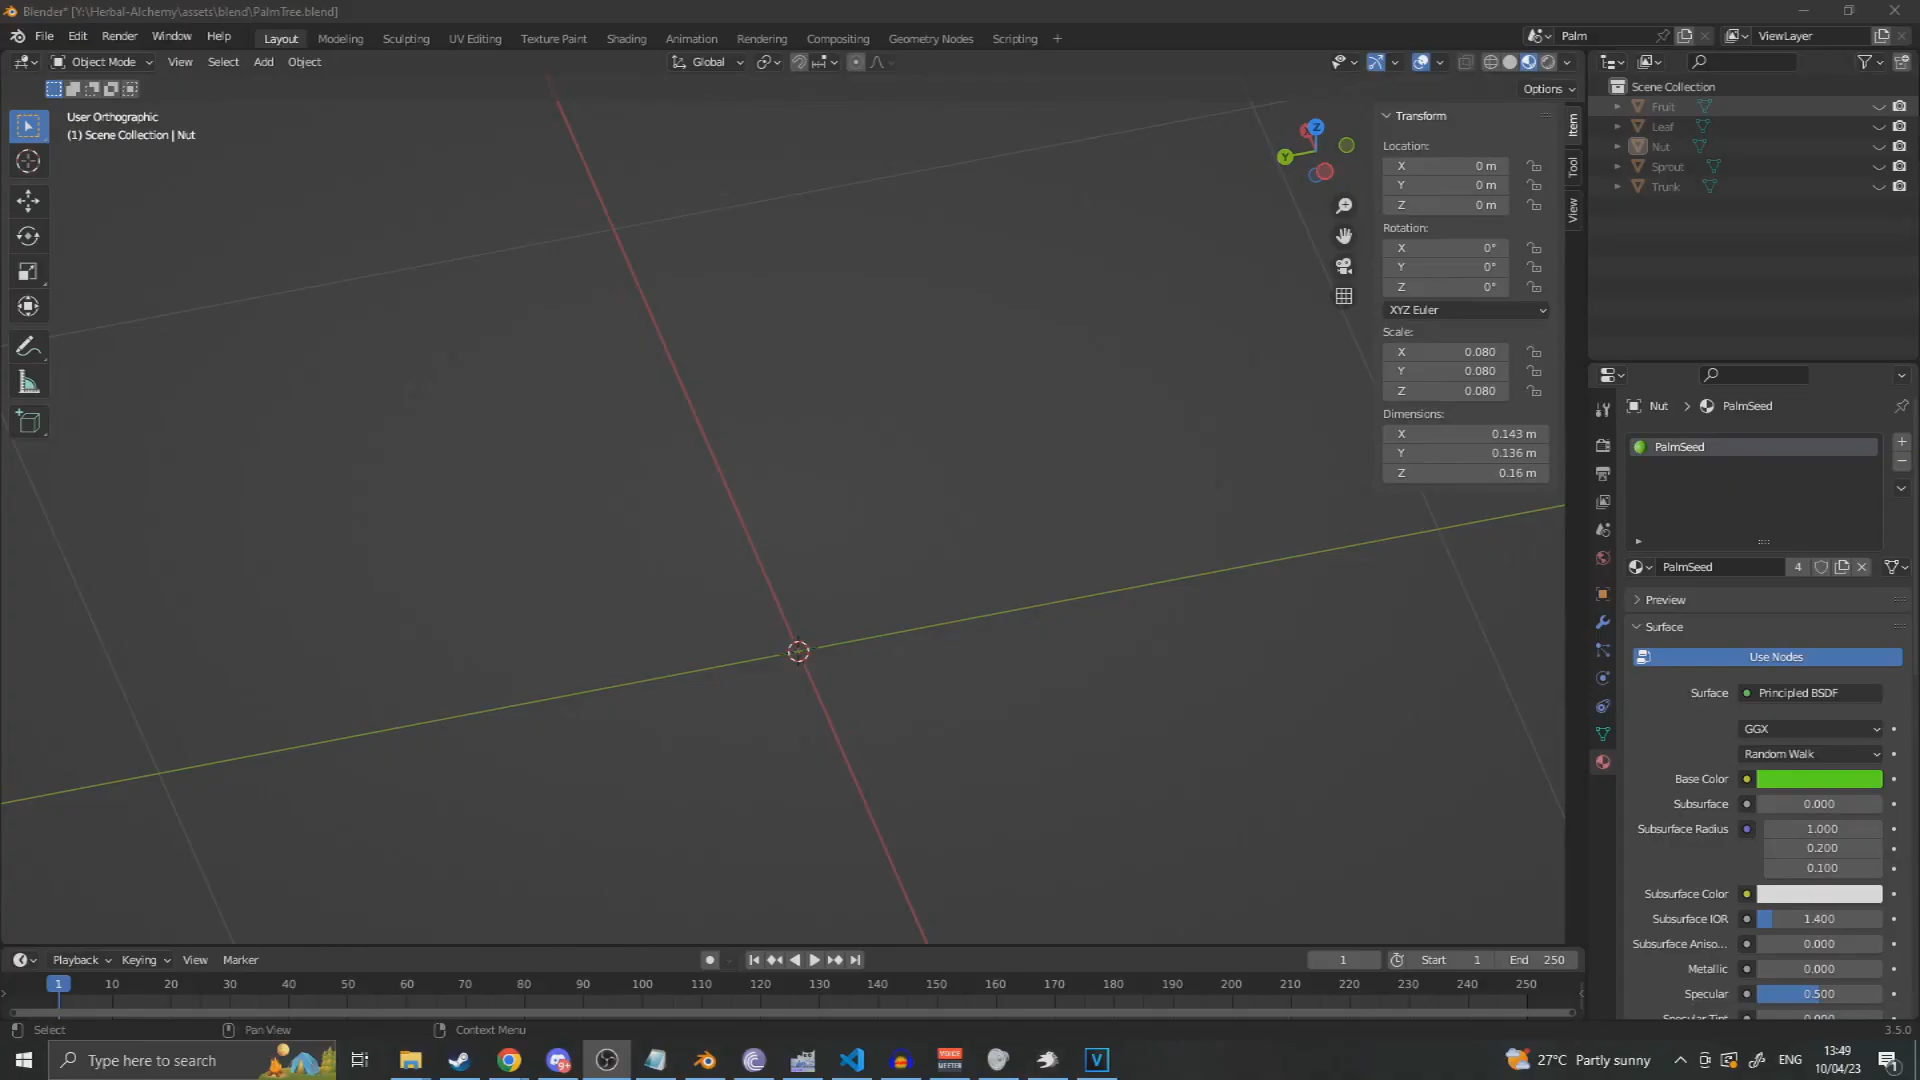 Blender* [Y:\Herbal-Alchemy\assets\blend\PalmTree.blend]
File Edit Render Window Help Layout Modeling Sculpting UV Editing Texture Paint Shading Animation Rendering Compositing Geometry Nodes Scripting + Palm ViewLayer
Object Mode View Select Add Object Global
Options
User Orthographic
(1) Scene Collection | Nut
Z
X
Y
Transform
Location:
X 0 m
Y 0 m
Z 0 m
Rotation:
X 0°
Y 0°
Z 0°
XYZ Euler
Scale:
X 0.080
Y 0.080
Z 0.080
Dimensions:
X 0.143 m
Y 0.136 m
Z 0.16 m
Item
Tool
View
Scene Collection
Fruit
Leaf
Nut
Sprout
Trunk
Nut > PalmSeed
PalmSeed
PalmSeed 4
Preview
Surface
Use Nodes
Surface Principled BSDF
GGX
Random Walk
Base Color
Subsurface 0.000
Subsurface Radius 1.000
0.200
0.100
Subsurface Color
Subsurface IOR 1.400
Subsurface Aniso... 0.000
Metallic 0.000
Specular 0.500
Specular Tint 0.000
Playback Keying View Marker 1 Start 1 End 250
1 10 20 30 40 50 60 70 80 90 100 110 120 130 140 150 160 170 180 190 200 210 220 230 240 250
Select Pan View Context Menu 3.5.0
Type here to search 9+ VOICE MEETER V 27°C Partly sunny ENG 13:49
10/04/23 1